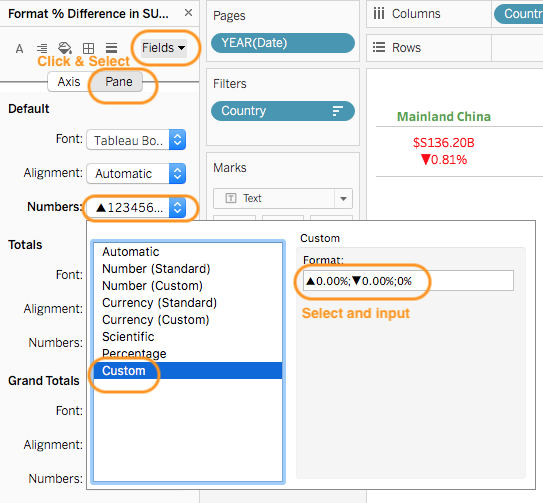 Format % Difference in SU...
×
A
Fields ▾
Click & Select
Axis
Pane
Default
Font:
Tableau Bo..
Alignment:
Automatic
Numbers:
▲123456...
Totals
Font:
Alignment:
Numbers:
Grand Totals
Font:
Alignment:
Numbers:
Pages
YEAR(Date)
Filters
Country
Marks
T
Text
Columns
Country
Rows
Mainland China
$S136.20B
▼0.81%
Automatic
Number (Standard)
Number (Custom)
Currency (Standard)
Currency (Custom)
Scientific
Percentage
Custom
Custom
Format:
▲0.00%;▼0.00%;0%
Select and input